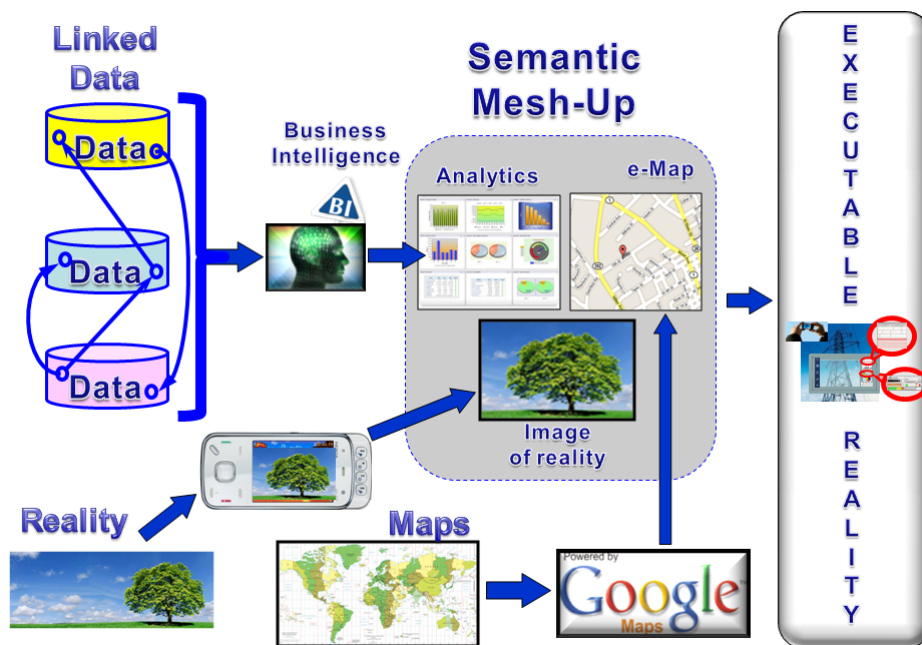 Linked
Data
Data
Data
Data
Business
Intelligence
BI
Semantic
Mesh-Up
Analytics
e-Map
Image
of reality
Reality
Maps
Powered by
Google
Maps
EXECUTABLE
REALITY